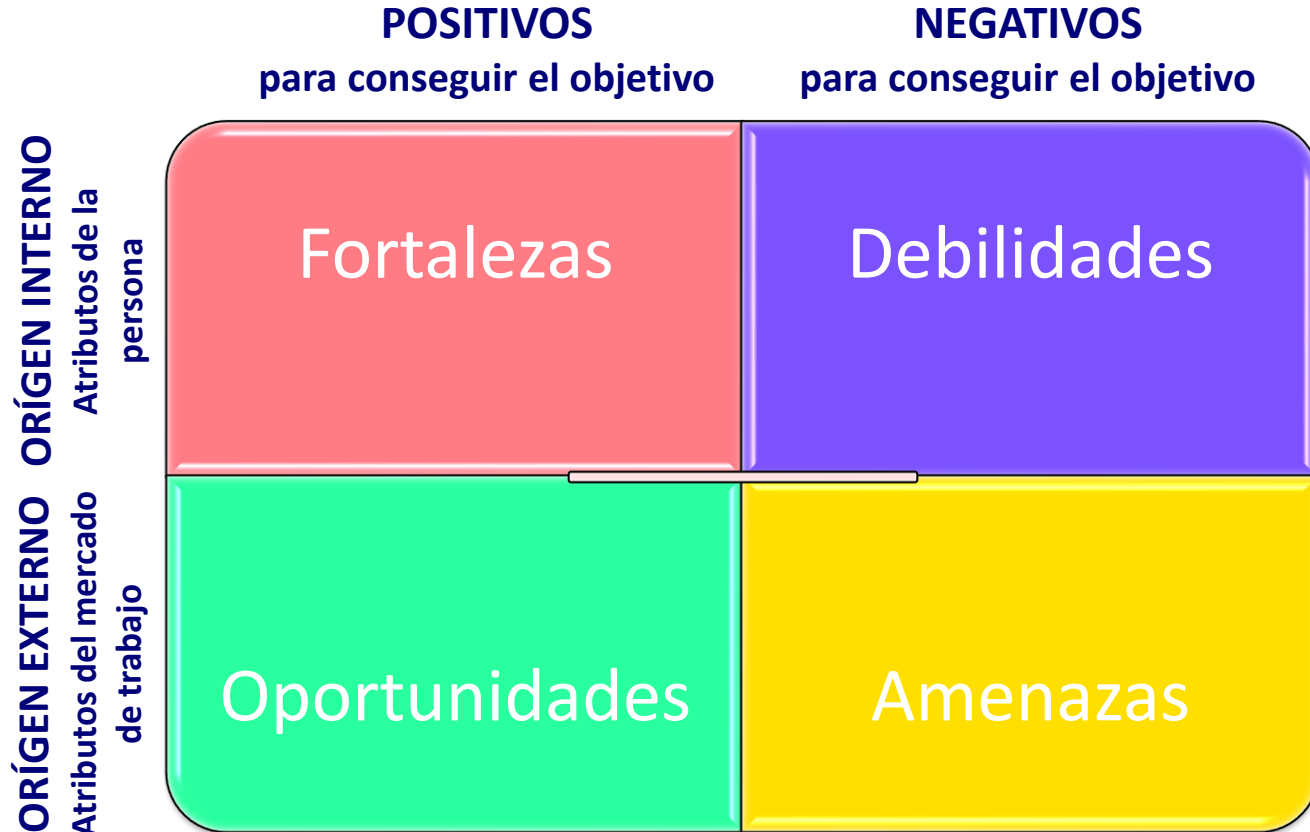 POSITIVOS
para conseguir el objetivo
NEGATIVOS
para conseguir el objetivo
ORÍGEN INTERNO
Atributos de la
persona
Fortalezas
Debilidades
ORÍGEN EXTERNO
Atributos del mercado
de trabajo
Oportunidades
Amenazas